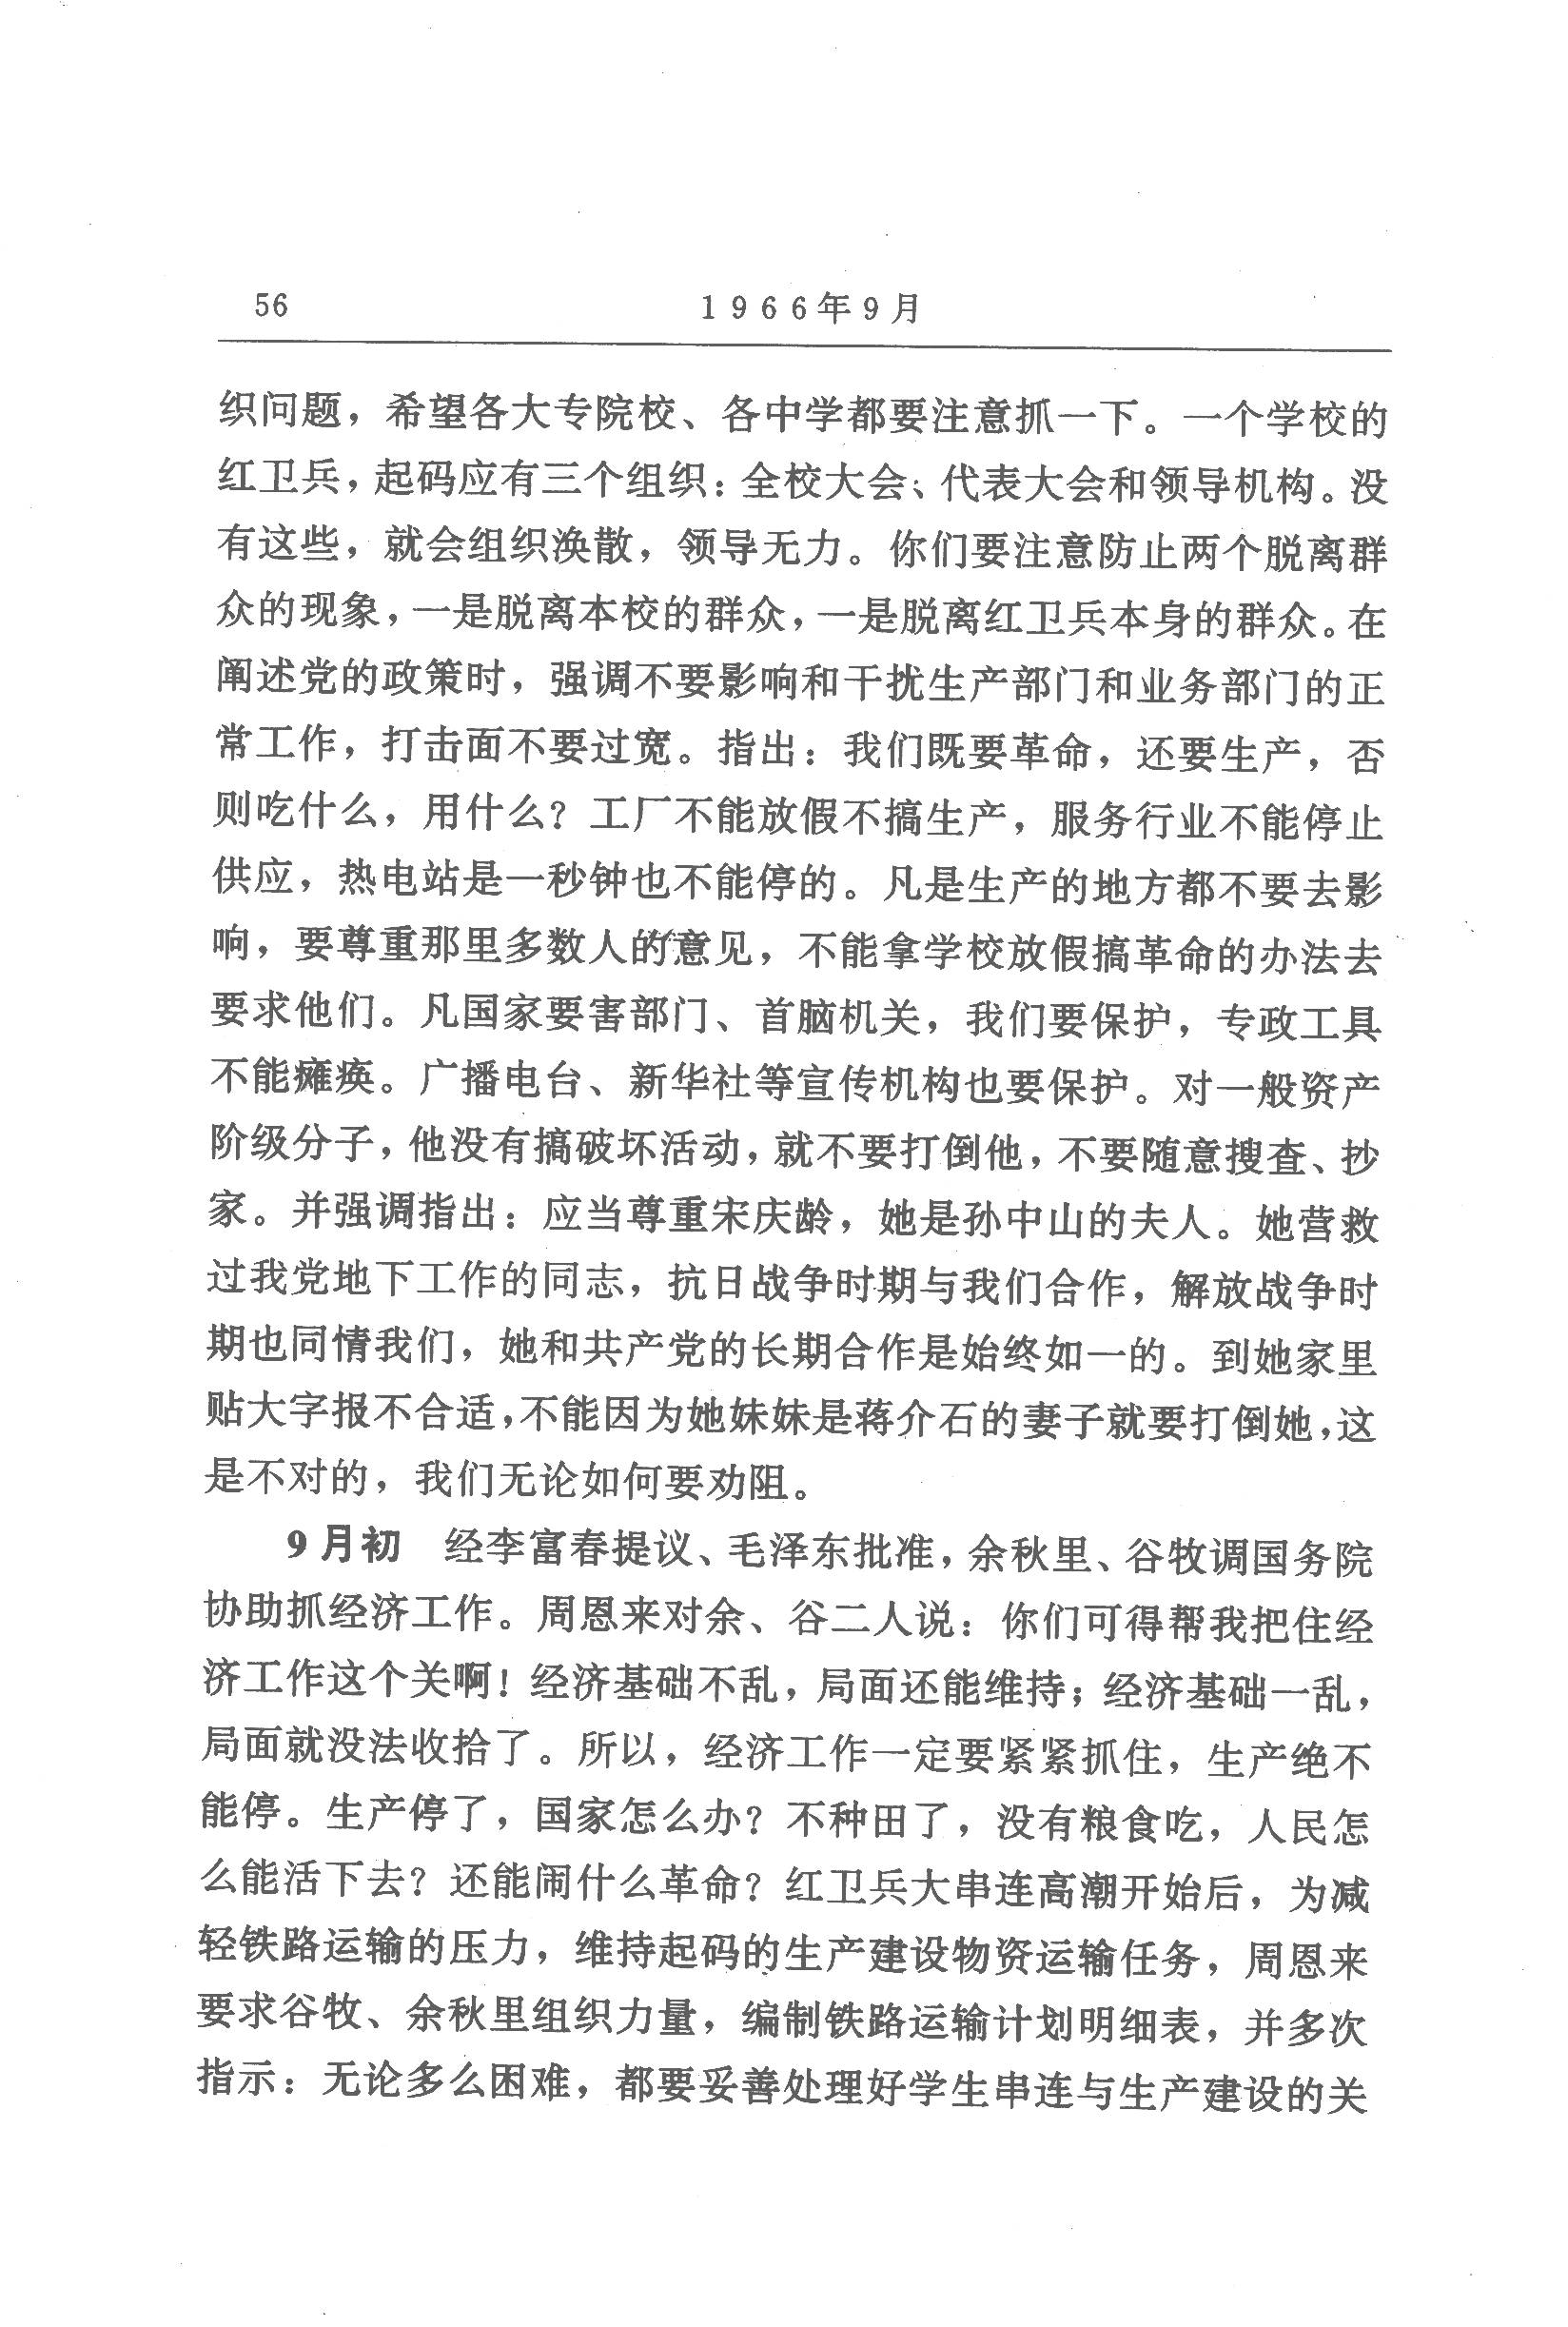 56
1966年9月
织问题，希望各大专院校、各中学都要注意抓一下。一个学校的
红卫兵，起码应有三个组织：全校大会、代表大会和领导机构。没
有这些，就会组织涣散，领导无力。你们要注意防止两个脱离群
众的现象，一是脱离本校的群众，一是脱离红卫兵本身的群众。在
阐述党的政策时，强调不要影响和干扰生产部门和业务部门的正
常工作，打击面不要过宽。指出：我们既要革命，还要生产，否
则吃什么，用什么？工厂不能放假不搞生产，服务行业不能停止
供应，热电站是一秒钟也不能停的。凡是生产的地方都不要去影
响，要尊重那里多数人的意见，不能拿学校放假搞革命的办法去
要求他们。凡国家要害部门、首脑机关，我们要保护，专政工具
不能瘫痪。广播电台、新华社等宣传机构也要保护。对一般资产
阶级分子，他没有搞破坏活动，就不要打倒他，不要随意搜查、抄
家。并强调指出：应当尊重宋庆龄，她是孙中山的夫人。她营救
过我党地下工作的同志，抗日战争时期与我们合作，解放战争时
期也同情我们，她和共产党的长期合作是始终如一的。到她家里
贴大字报不合适，不能因为她妹妹是蒋介石的妻子就要打倒她，这
是不对的，我们无论如何要劝阻。
9月初　经李富春提议、毛泽东批准，余秋里、谷牧调国务院
协助抓经济工作。周恩来对余、谷二人说：你们可得帮我把住经
济工作这个关啊！经济基础不乱，局面还能维持；经济基础一乱，
局面就没法收拾了。所以，经济工作一定要紧紧抓住，生产绝不
能停。生产停了，国家怎么办？不种田了，没有粮食吃，人民怎
么能活下去？还能闹什么革命？红卫兵大串连高潮开始后，为减
轻铁路运输的压力，维持起码的生产建设物资运输任务，周恩来
要求谷牧、余秋里组织力量，编制铁路运输计划明细表，并多次
指示：无论多么困难，都要妥善处理好学生串连与生产建设的关